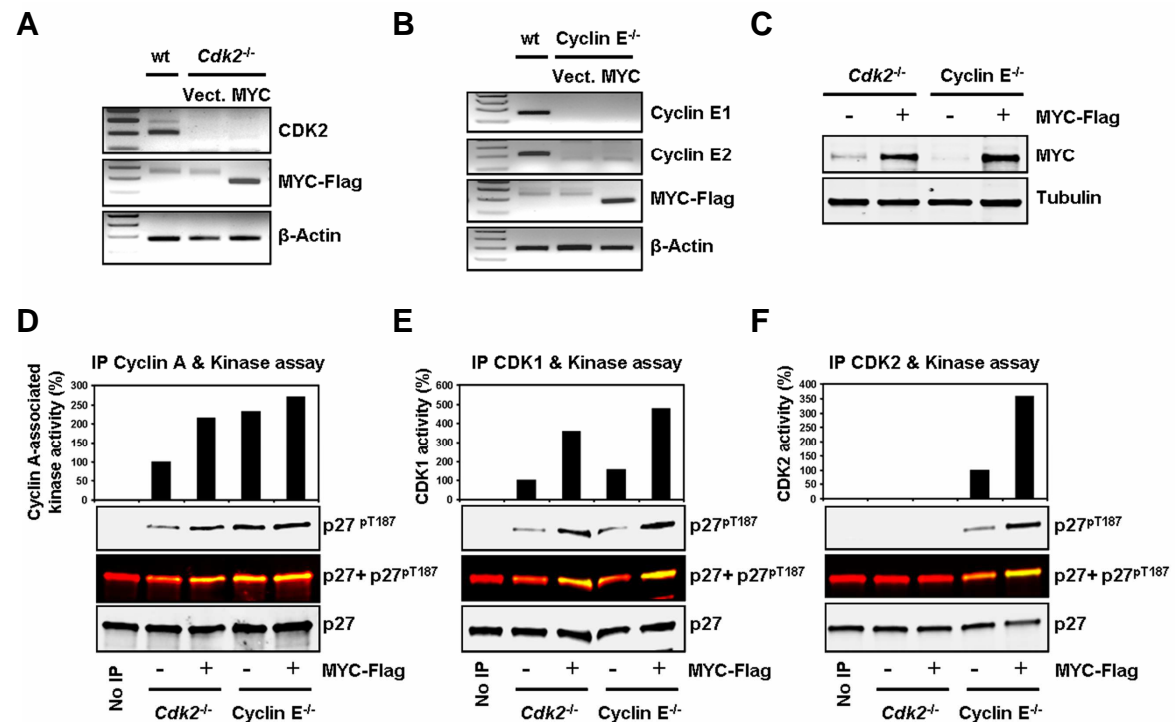 A
wt Cdk2-/-
Vect. MYC
CDK2
MYC-Flag
β-Actin
B
wt Cyclin E-/-
Vect. MYC
Cyclin E1
Cyclin E2
MYC-Flag
β-Actin
C
Cdk2-/- Cyclin E-/-
- + - + MYC-Flag
MYC
Tubulin
D
IP Cyclin A & Kinase assay
Cyclin A-associated
kinase activity (%)
300
250
200
150
100
50
0
p27 pT187
p27+ p27pT187
p27
No IP - + - + MYC-Flag
Cdk2-/- Cyclin E-/-
E
IP CDK1 & Kinase assay
CDK1 activity (%)
600
500
400
300
200
100
0
p27pT187
p27+ p27pT187
p27
No IP - + - + MYC-Flag
Cdk2-/- Cyclin E-/-
F
IP CDK2 & Kinase assay
CDK2 activity (%)
400
350
300
250
200
150
100
50
0
p27pT187
p27+ p27pT187
p27
No IP - + - + MYC-Flag
Cdk2-/- Cyclin E-/-